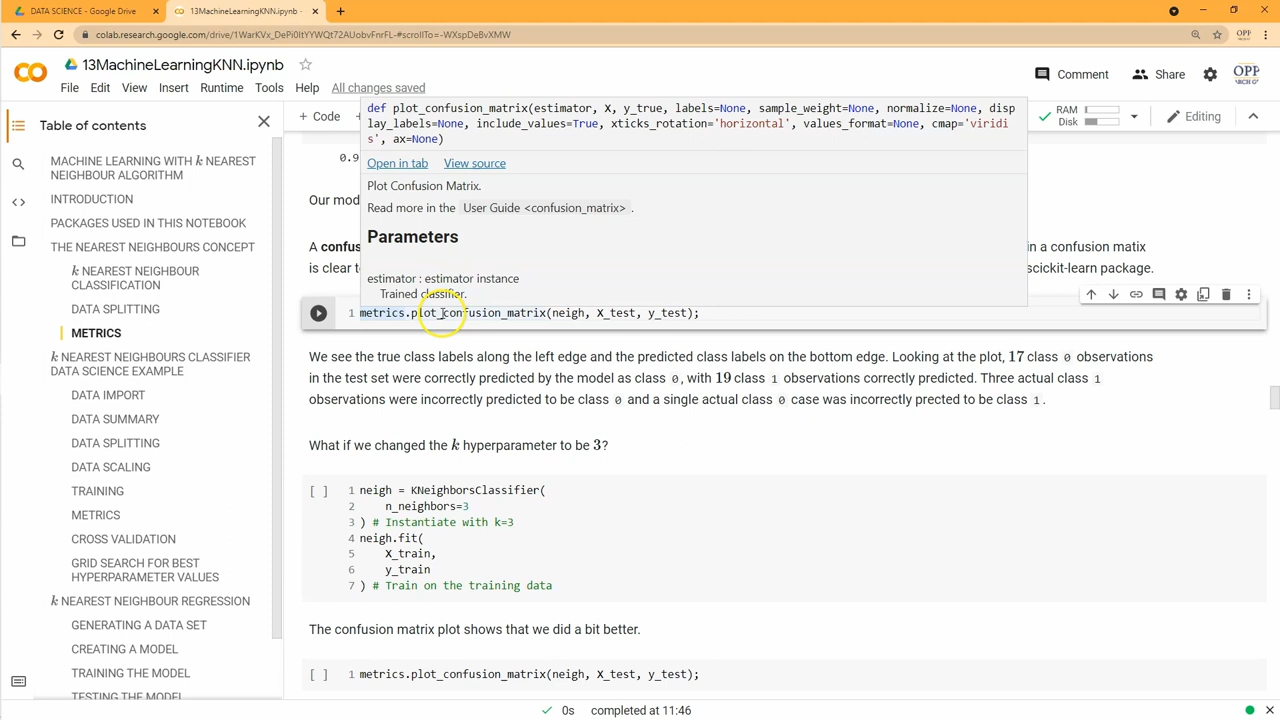 DATA SCIENCE - Google Drive
13MachineLearningKNN.ipynb -
colab.research.google.com/drive/1WarKVx_DePi0ItYYWQt72AUobvFnrFL-#scrollTo=-WXspDeBvXMW
13MachineLearningKNN.ipynb
File Edit View Insert Runtime Tools Help All changes saved
Comment Share OPP
Table of contents
MACHINE LEARNING WITH k NEAREST
NEIGHBOUR ALGORITHM
INTRODUCTION
PACKAGES USED IN THIS NOTEBOOK
THE NEAREST NEIGHBOURS CONCEPT
k NEAREST NEIGHBOUR
CLASSIFICATION
DATA SPLITTING
METRICS
k NEAREST NEIGHBOURS CLASSIFIER
DATA SCIENCE EXAMPLE
DATA IMPORT
DATA SUMMARY
DATA SPLITTING
DATA SCALING
TRAINING
METRICS
CROSS VALIDATION
GRID SEARCH FOR BEST
HYPERPARAMETER VALUES
k NEAREST NEIGHBOUR REGRESSION
GENERATING A DATA SET
CREATING A MODEL
TRAINING THE MODEL
TESTING THE MODEL
+ Code +
RAM
Disk
Editing
def plot_confusion_matrix(estimator, X, y_true, labels=None, sample_weight=None, normalize=None, disp
lay_labels=None, include_values=True, xticks_rotation='horizontal', values_format=None, cmap='viridi
s', ax=None)
Open in tab View source
Plot Confusion Matrix.
Read more in the User Guide <confusion_matrix> .
Parameters
estimator : estimator instance
Trained classifier.
0.9
Our mod
A confus in a confusion matix
is clear t scickit-learn package.
1 metrics.plot_confusion_matrix(neigh, X_test, y_test);
We see the true class labels along the left edge and the predicted class labels on the bottom edge. Looking at the plot, 17 class 0 observations
in the test set were correctly predicted by the model as class 0, with 19 class 1 observations correctly predicted. Three actual class 1
observations were incorrectly predicted to be class 0 and a single actual class 0 case was incorrectly prected to be class 1.
What if we changed the k hyperparameter to be 3?
[ ] 1 neigh = KNeighborsClassifier(
2 n_neighbors=3
3 ) # Instantiate with k=3
4 neigh.fit(
5 X_train,
6 y_train
7 ) # Train on the training data
The confusion matrix plot shows that we did a bit better.
[ ] 1 metrics.plot_confusion_matrix(neigh, X_test, y_test);
0s completed at 11:46